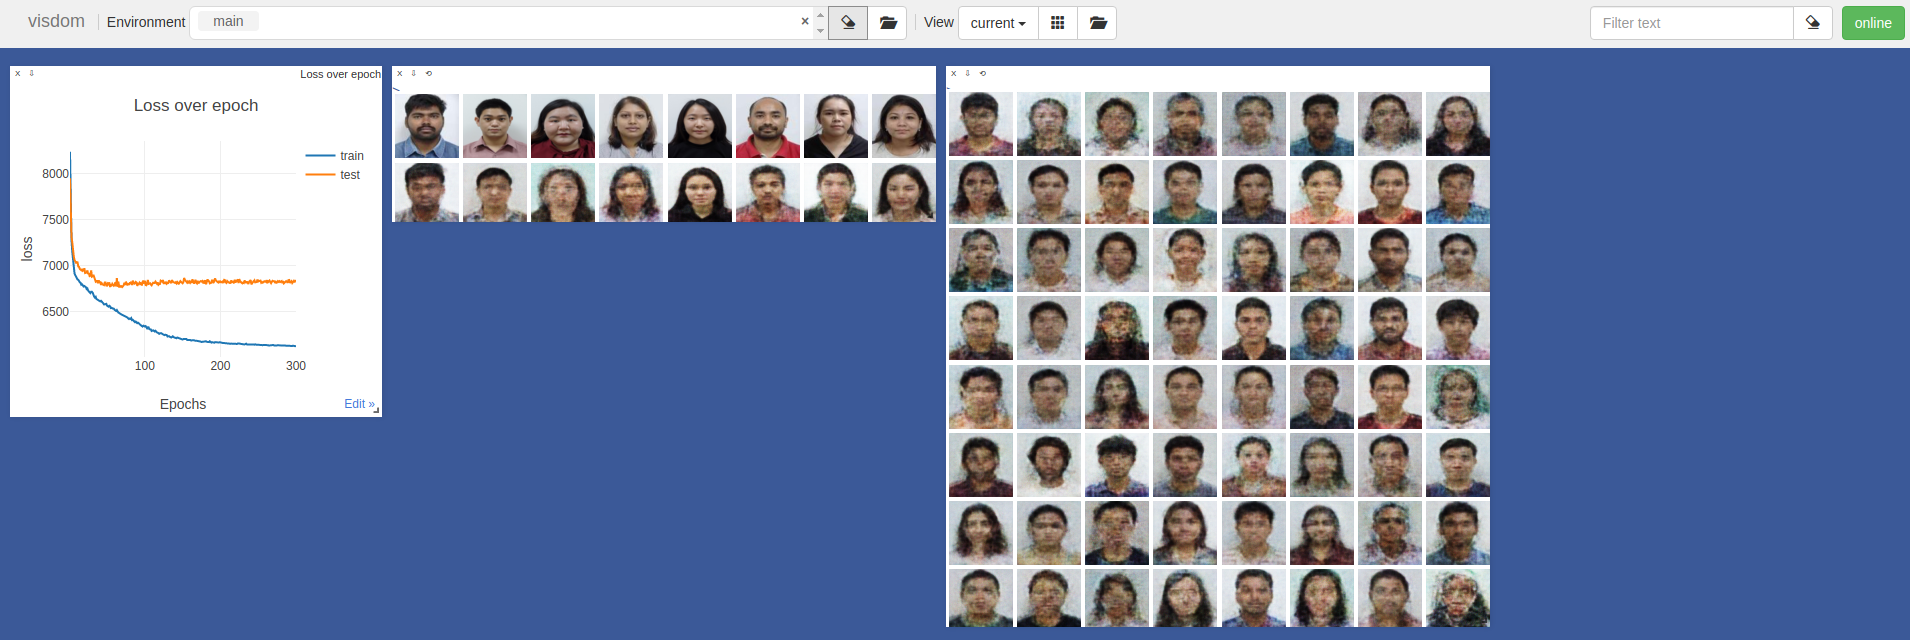 visdom Environment main × View current Filter text online
X ⇩ Loss over epoch
Loss over epoch
train
test
8000
7500
7000
6500
loss
100 200 300
Epochs
Edit »
X ⇩ ⟲
X ⇩ ⟲